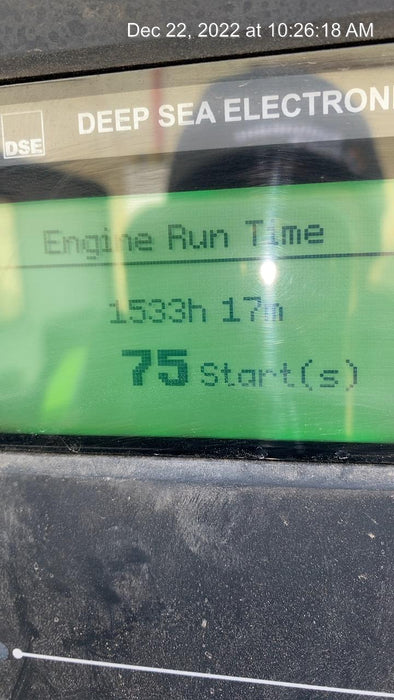 Dec 22, 2022 at 10:26:18 AM
DSE
DEEP SEA ELECTRONI
Engine Run Time
1533h 17m
75 Start(s)